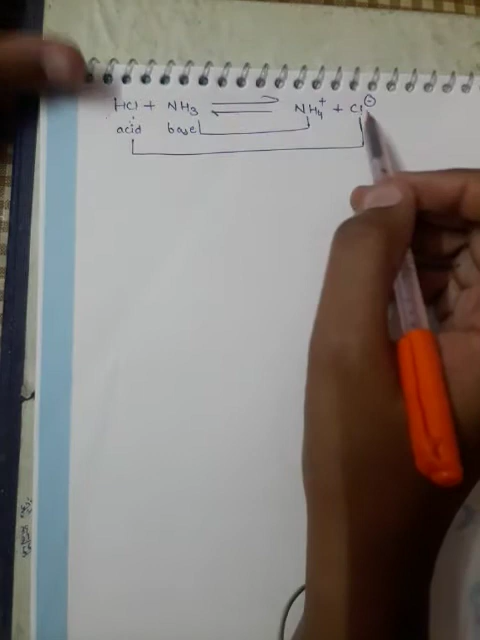 HCl + NH₃ ⇌ NH₄⁺ + Cl⊖
acid base